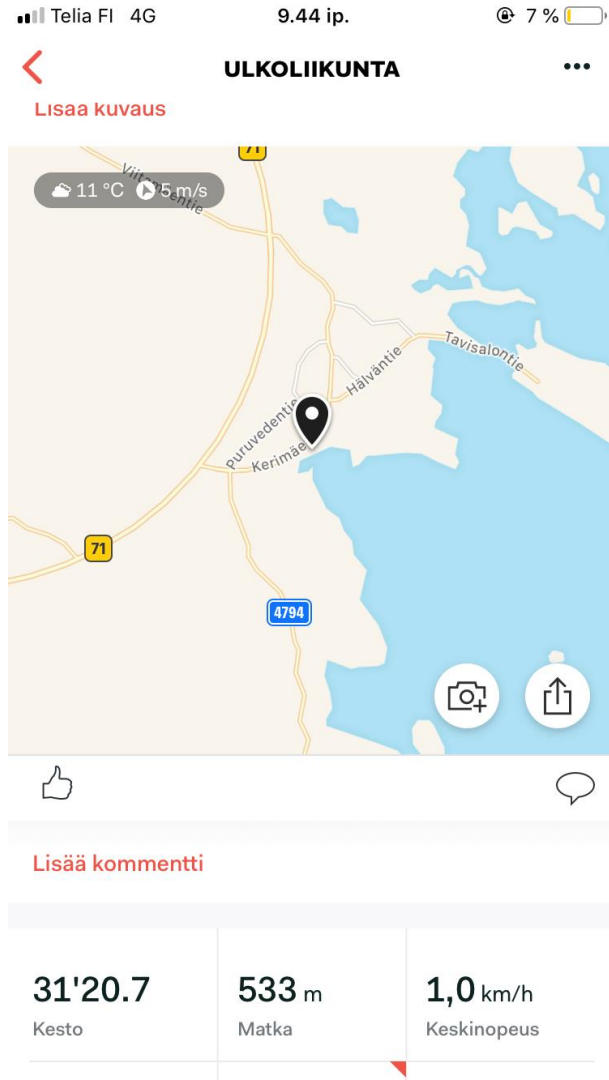 Telia FI 4G 9.44 ip. 7 %
ULKOLIIKUNTA
Lisää kuvaus
71
Viitamäentie
11 °C 5 m/s
Tavisalontie
Hälväntie
Puruvedentie
71
4794
Lisää kommentti
31'20.7 533 m 1,0 km/h
Kesto Matka Keskinopeus